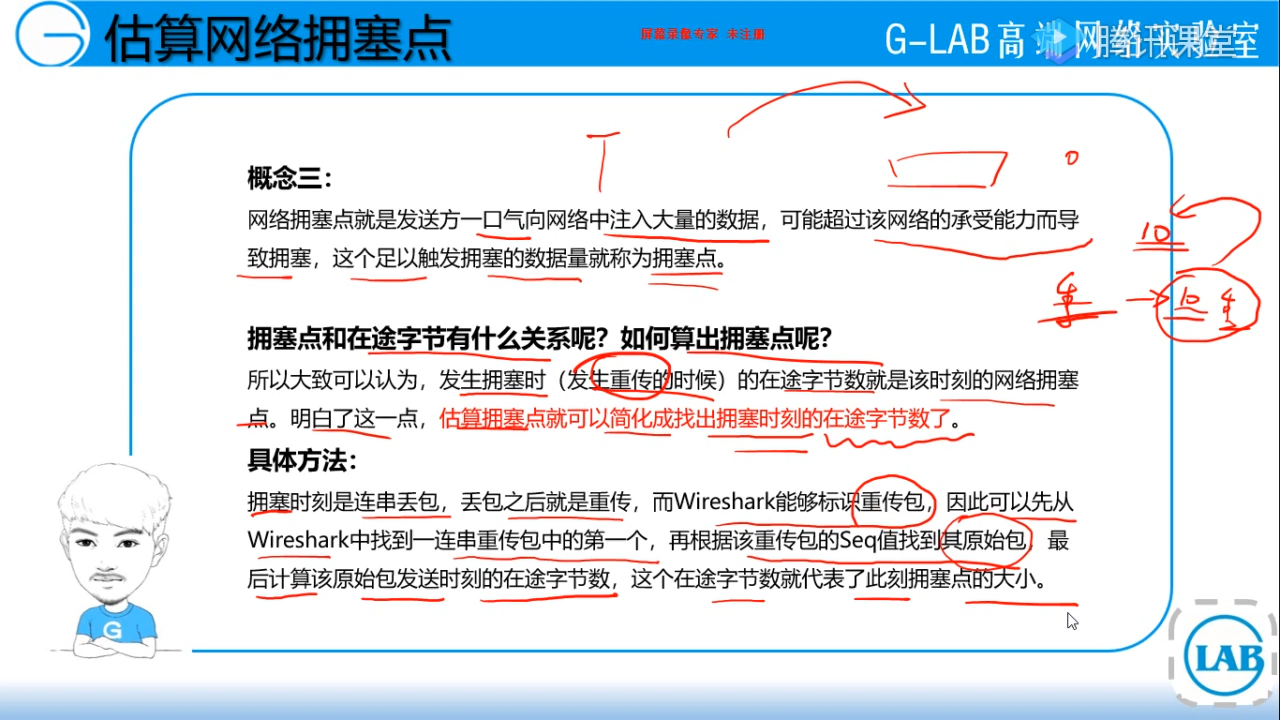 估算网络拥塞点
屏幕录像专家 未注册
G-LAB高端网络实验室
腾讯课堂
概念三：
网络拥塞点就是发送方一口气向网络中注入大量的数据，可能超过该网络的承受能力而导
致拥塞，这个足以触发拥塞的数据量就称为拥塞点。
10
10
拥塞点和在途字节有什么关系呢？如何算出拥塞点呢？
所以大致可以认为，发生拥塞时（发生重传的时候）的在途字节数就是该时刻的网络拥塞
点。明白了这一点，估算拥塞点就可以简化成找出拥塞时刻的在途字节数了。
具体方法：
拥塞时刻是连串丢包，丢包之后就是重传，而Wireshark能够标识重传包，因此可以先从
Wireshark中找到一连串重传包中的第一个，再根据该重传包的Seq值找到其原始包，最
后计算该原始包发送时刻的在途字节数，这个在途字节数就代表了此刻拥塞点的大小。
G
LAB